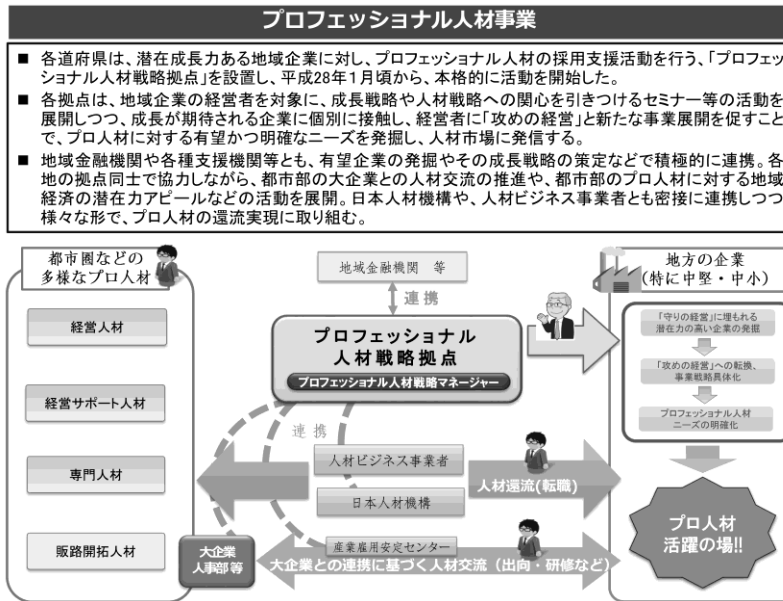 プロフェッショナル人材事業
■ 各道府県は、潜在成長力ある地域企業に対し、プロフェッショナル人材の採用支援活動を行う、「プロフェッ
ショナル人材戦略拠点」を設置し、平成28年1月頃から、本格的に活動を開始した。
■ 各拠点は、地域企業の経営者を対象に、成長戦略や人材戦略への関心を引きつけるセミナー等の活動を
展開しつつ、成長が期待される企業に個別に接触し、経営者に「攻めの経営」と新たな事業展開を促すこと
で、プロ人材に対する有望かつ明確なニーズを発掘し、人材市場に発信する。
■ 地域金融機関や各種支援機関等とも、有望企業の発掘やその成長戦略の策定などで積極的に連携。各
地の拠点同士で協力しながら、都市部の大企業との人材交流の推進や、都市部のプロ人材に対する地域
経済の潜在力アピールなどの活動を展開。日本人材機構や、人材ビジネス事業者とも密接に連携しつつ
様々な形で、プロ人材の還流実現に取り組む。
都市圏などの
多様なプロ人材
経営人材
経営サポート人材
専門人材
販路開拓人材
大企業
人事部等
地域金融機関 等
連携
プロフェッショナル
人材戦略拠点
プロフェッショナル人材戦略マネージャー
連携
人材ビジネス事業者
日本人材機構
人材還流(転職)
産業雇用安定センター
大企業との連携に基づく人材交流（出向・研修など）
地方の企業
(特に中堅・中小)
「守りの経営」に埋もれる
潜在力の高い企業の発掘
「攻めの経営」への転換、
事業戦略具体化
プロフェッショナル人材
ニーズの明確化
プロ人材
活躍の場!!